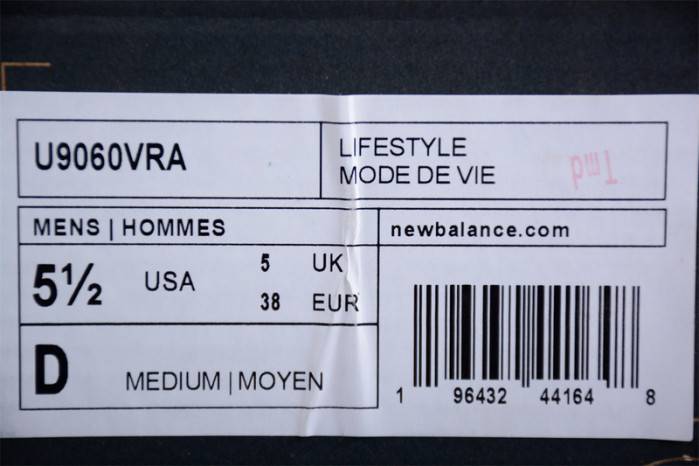 U9060VRA
LIFESTYLE
MODE DE VIE
MENS | HOMMES
newbalance.com
5½ USA
5 UK
38 EUR
D MEDIUM | MOYEN
1 96432 44164 8